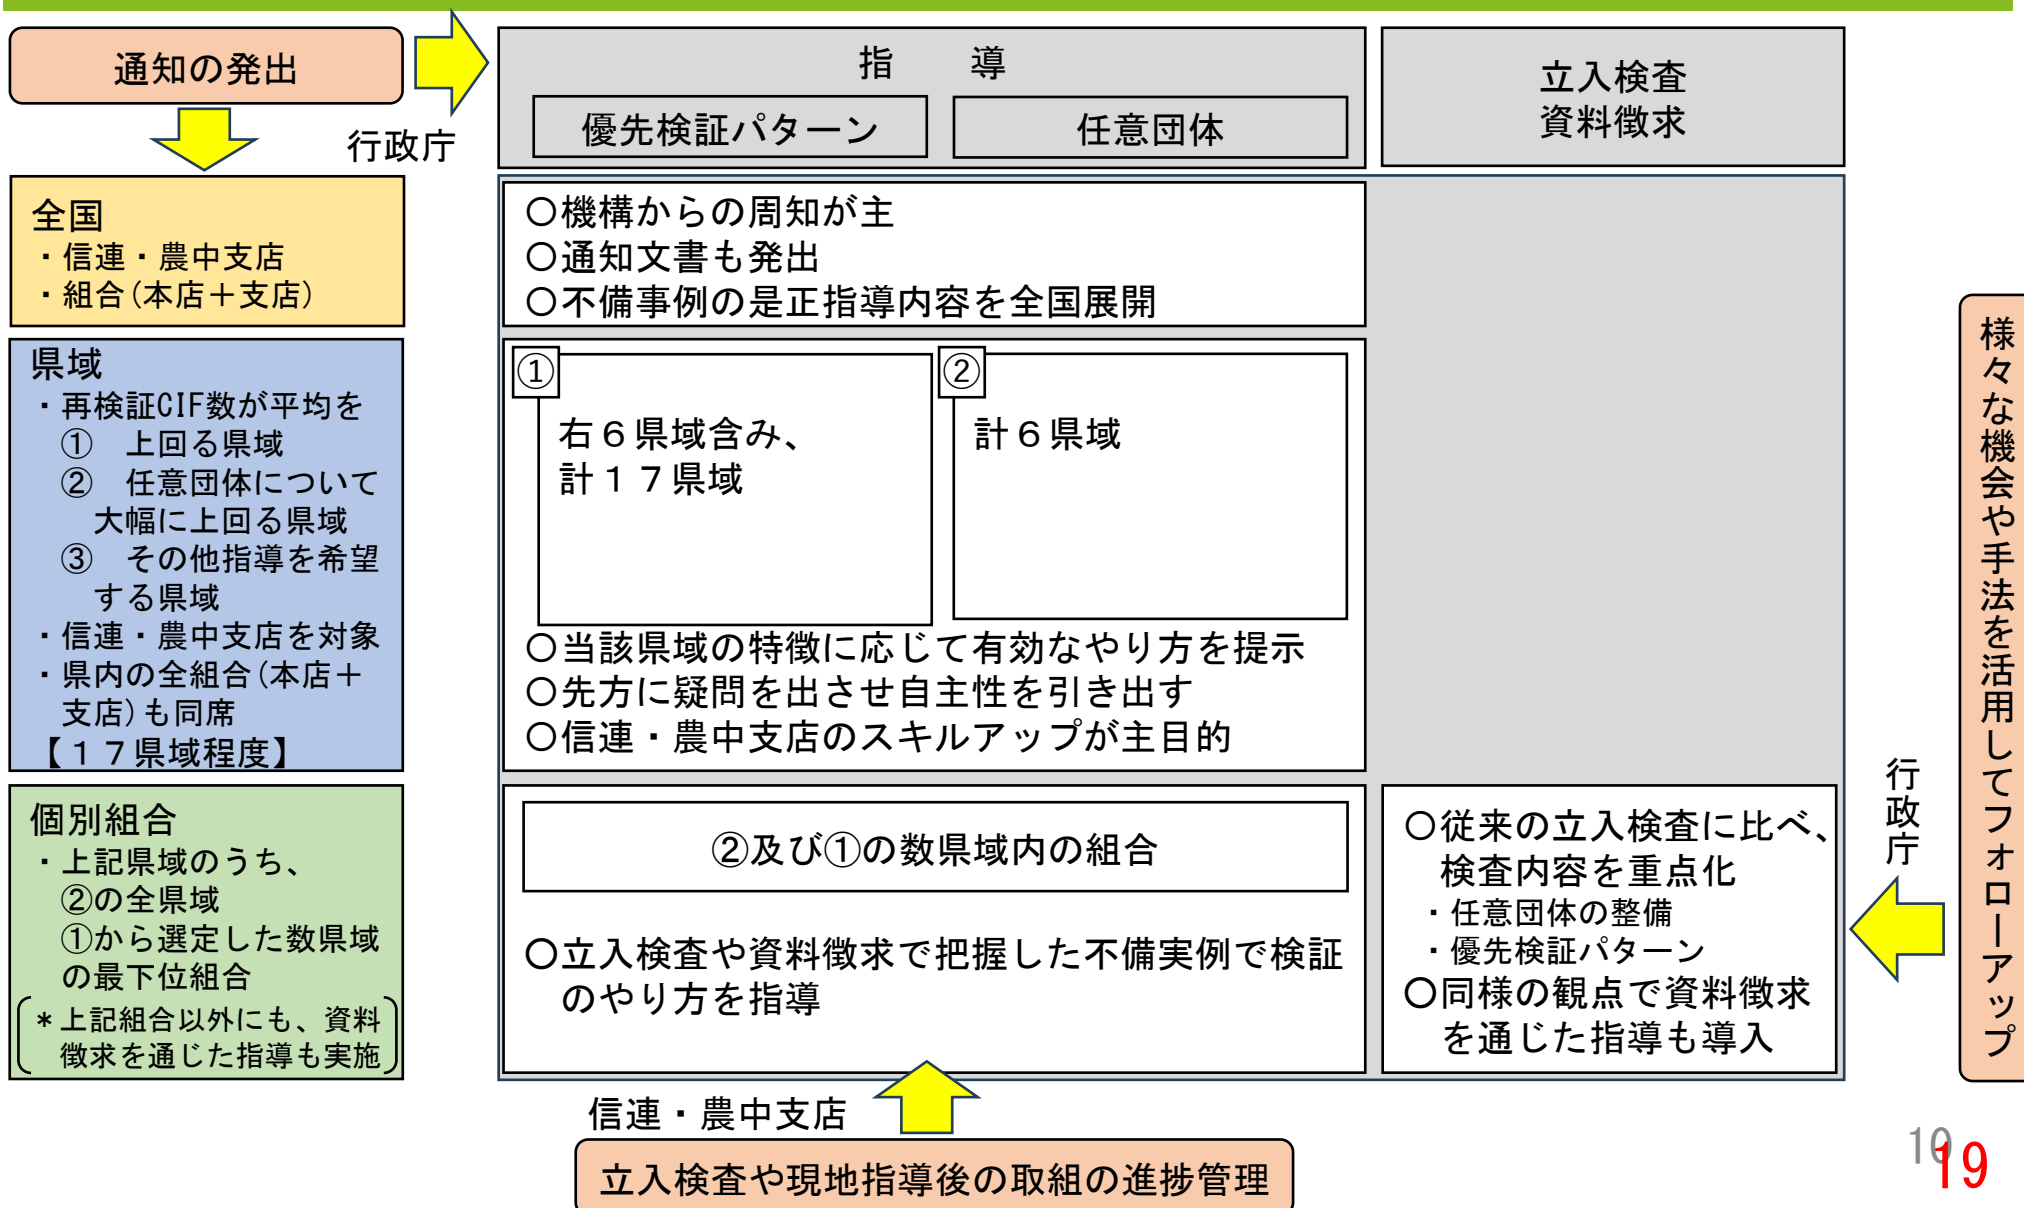 通知の発出
行政庁
指　　導
優先検証パターン
任意団体
立入検査
資料徴求
全国
・信連・農中支店
・組合(本店＋支店)
〇機構からの周知が主
〇通知文書も発出
〇不備事例の是正指導内容を全国展開
県域
・再検証CIF数が平均を
①　上回る県域
②　任意団体について
大幅に上回る県域
③　その他指導を希望
する県域
・信連・農中支店を対象
・県内の全組合(本店＋
支店)も同席
【１７県域程度】
①
右６県域含み、
計１７県域
②
計６県域
〇当該県域の特徴に応じて有効なやり方を提示
〇先方に疑問を出させ自主性を引き出す
〇信連・農中支店のスキルアップが主目的
個別組合
・上記県域のうち、
②の全県域
①から選定した数県域
の最下位組合
＊上記組合以外にも、資料
徴求を通じた指導も実施
②及び①の数県域内の組合
〇立入検査や資料徴求で把握した不備実例で検証
のやり方を指導
〇従来の立入検査に比べ、
検査内容を重点化
・任意団体の整備
・優先検証パターン
〇同様の観点で資料徴求
を通じた指導も導入
行政庁
様々な機会や手法を活用してフォローアップ
信連・農中支店
立入検査や現地指導後の取組の進捗管理
10
19